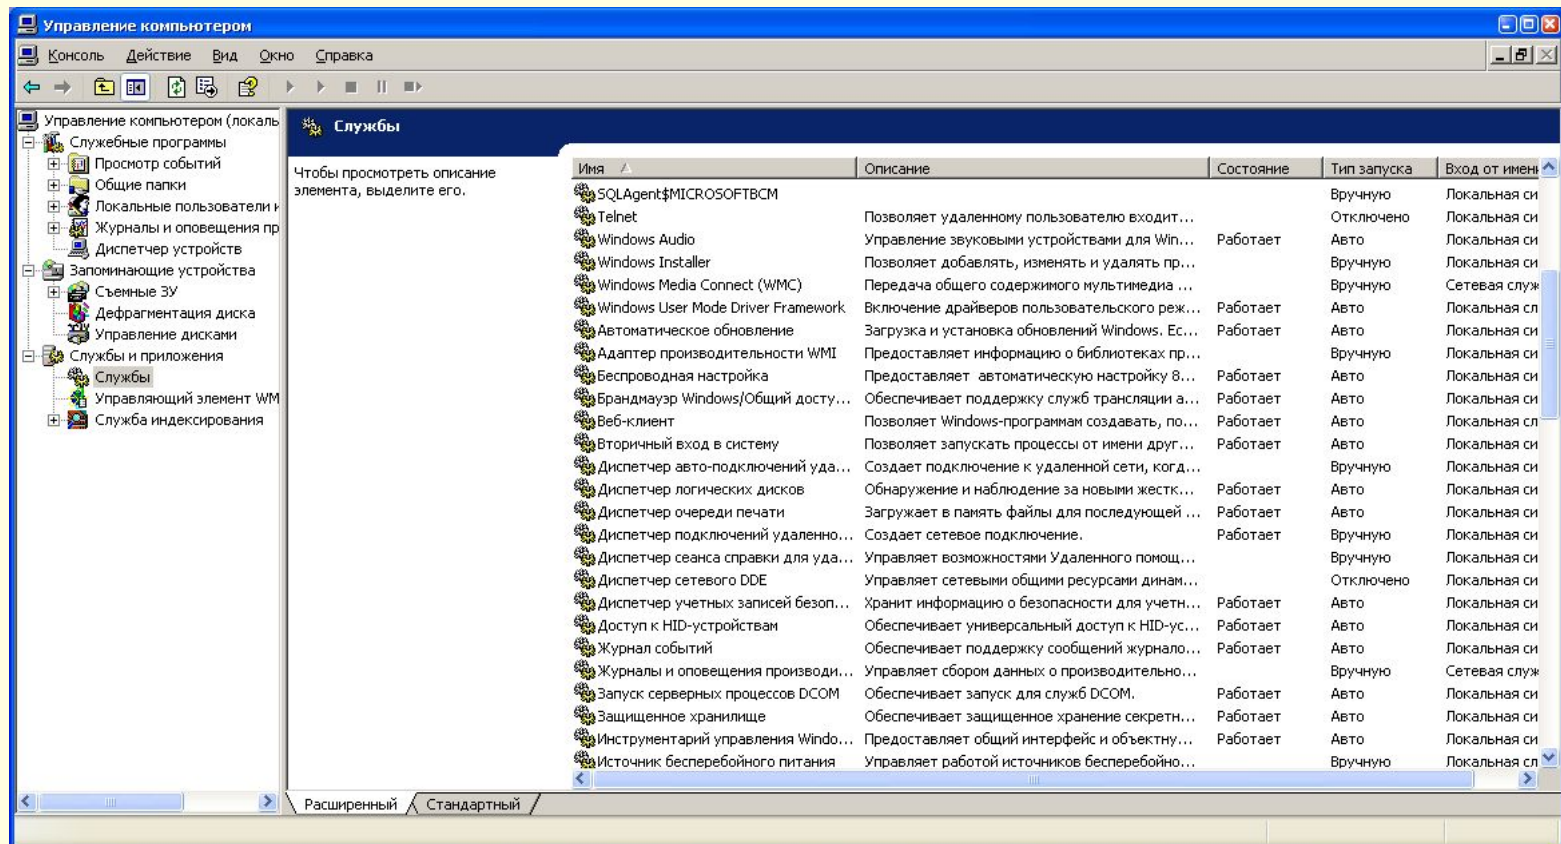 Управление компьютером
Консоль Действие Вид Окно Справка
Управление компьютером (локаль
Служебные программы
Просмотр событий
Общие папки
Локальные пользователи и
Журналы и оповещения пр
Диспетчер устройств
Запоминающие устройства
Съемные ЗУ
Дефрагментация диска
Управление дисками
Службы и приложения
Службы
Управляющий элемент WM
Служба индексирования
Службы
Чтобы просмотреть описание
элемента, выделите его.
Имя Описание Состояние Тип запуска Вход от имени
SQLAgent$MICROSOFTBCM Вручную Локальная си
Telnet Позволяет удаленному пользователю входит... Отключено Локальная си
Windows Audio Управление звуковыми устройствами для Win... Работает Авто Локальная си
Windows Installer Позволяет добавлять, изменять и удалять пр... Вручную Локальная си
Windows Media Connect (WMC) Передача общего содержимого мультимедиа ... Вручную Сетевая служ
Windows User Mode Driver Framework Включение драйверов пользовательского реж... Работает Авто Локальная сл
Автоматическое обновление Загрузка и установка обновлений Windows. Ес... Работает Авто Локальная си
Адаптер производительности WMI Предоставляет информацию о библиотеках пр... Вручную Локальная си
Беспроводная настройка Предоставляет автоматическую настройку 8... Работает Авто Локальная си
Брандмауэр Windows/Общий досту... Обеспечивает поддержку служб трансляции а... Работает Авто Локальная си
Веб-клиент Позволяет Windows-программам создавать, по... Работает Авто Локальная сл
Вторичный вход в систему Позволяет запускать процессы от имени друг... Работает Авто Локальная си
Диспетчер авто-подключений уда... Создает подключение к удаленной сети, когд... Вручную Локальная си
Диспетчер логических дисков Обнаружение и наблюдение за новыми жестк... Работает Авто Локальная си
Диспетчер очереди печати Загружает в память файлы для последующей ... Работает Авто Локальная си
Диспетчер подключений удаленно... Создает сетевое подключение. Работает Вручную Локальная си
Диспетчер сеанса справки для уда... Управляет возможностями Удаленного помощ... Вручную Локальная си
Диспетчер сетевого DDE Управляет сетевыми общими ресурсами динам... Отключено Локальная си
Диспетчер учетных записей безоп... Хранит информацию о безопасности для учетн... Работает Авто Локальная си
Доступ к HID-устройствам Обеспечивает универсальный доступ к HID-ус... Работает Авто Локальная си
Журнал событий Обеспечивает поддержку сообщений журнало... Работает Авто Локальная си
Журналы и оповещения производи... Управляет сбором данных о производительно... Вручную Сетевая служ
Запуск серверных процессов DCOM Обеспечивает запуск для служб DCOM. Работает Авто Локальная си
Защищенное хранилище Обеспечивает защищенное хранение секретн... Работает Авто Локальная си
Инструментарий управления Windo... Предоставляет общий интерфейс и объектну... Работает Авто Локальная си
Источник бесперебойного питания Управляет работой источников бесперебойно... Вручную Локальная сл
Расширенный Стандартный